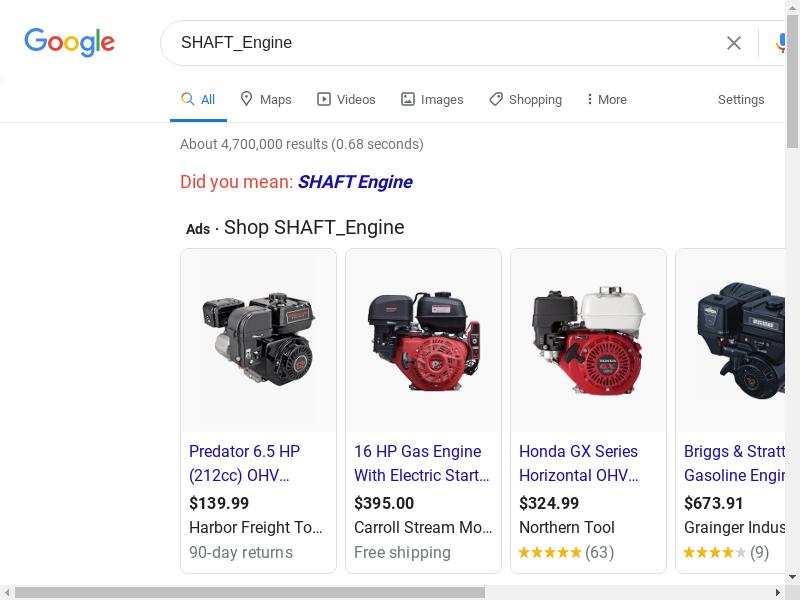 Google
SHAFT_Engine
All
Maps
Videos
Images
Shopping
More
Settings
About 4,700,000 results (0.68 seconds)
Did you mean: SHAFT Engine
Ads · Shop SHAFT_Engine
Predator 6.5 HP
(212cc) OHV…
$139.99
Harbor Freight To…
90-day returns
16 HP Gas Engine
With Electric Start…
$395.00
Carroll Stream Mo…
Free shipping
Honda GX Series
Horizontal OHV…
$324.99
Northern Tool
(63)
Briggs & Stratt
Gasoline Engin
$673.91
Grainger Indus
(9)